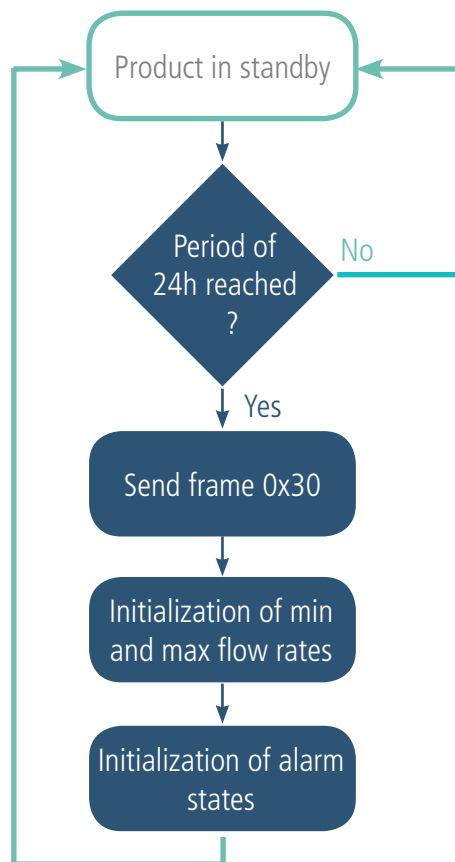 Product in standby
Period of
24h reached
?
No
Yes
Send frame 0x30
Initialization of min
and max flow rates
Initialization of alarm
states